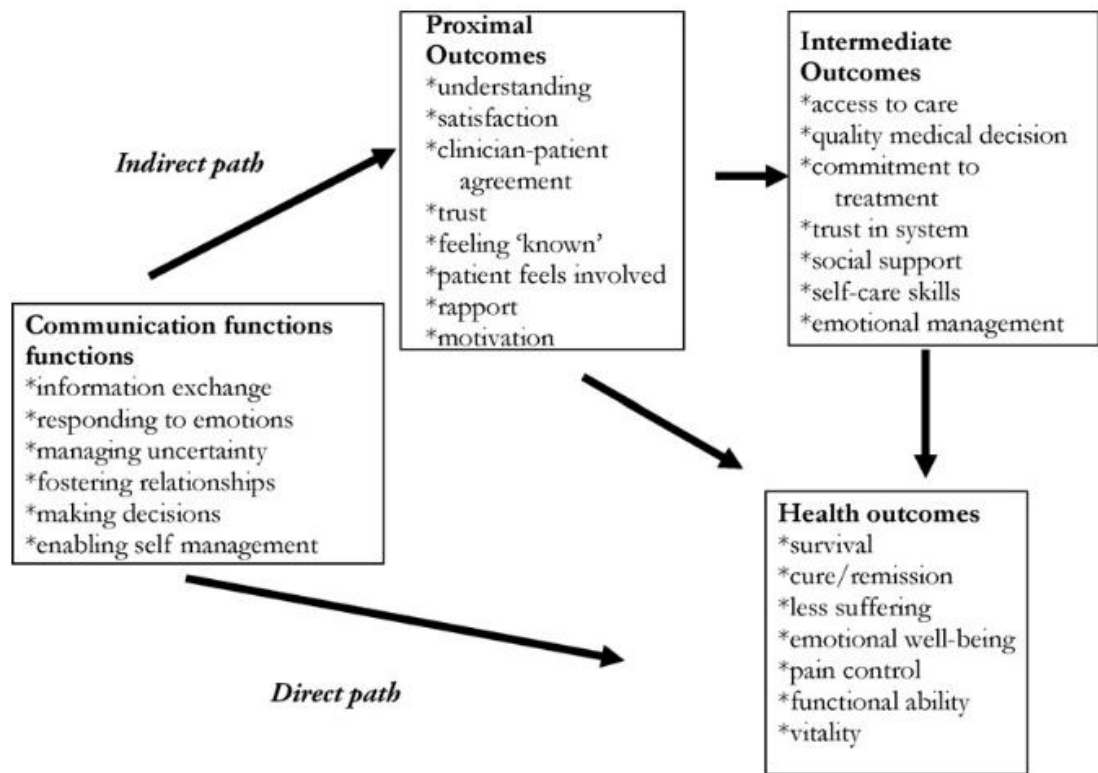 Proximal
Outcomes
*understanding
*satisfaction
*clinician-patient
agreement
*trust
*feeling ‘known’
*patient feels involved
*rapport
*motivation
Intermediate
Outcomes
*access to care
*quality medical decision
*commitment to
treatment
*trust in system
*social support
*self-care skills
*emotional management
Indirect path
Communication functions
functions
*information exchange
*responding to emotions
*managing uncertainty
*fostering relationships
*making decisions
*enabling self management
Health outcomes
*survival
*cure/remission
*less suffering
*emotional well-being
*pain control
*functional ability
*vitality
Direct path